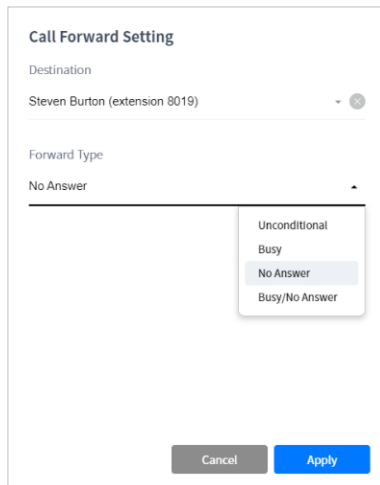 Call Forward Setting
Destination
Steven Burton (extension 8019)
Forward Type
No Answer
Unconditional
Busy
No Answer
Busy/No Answer
Cancel
Apply